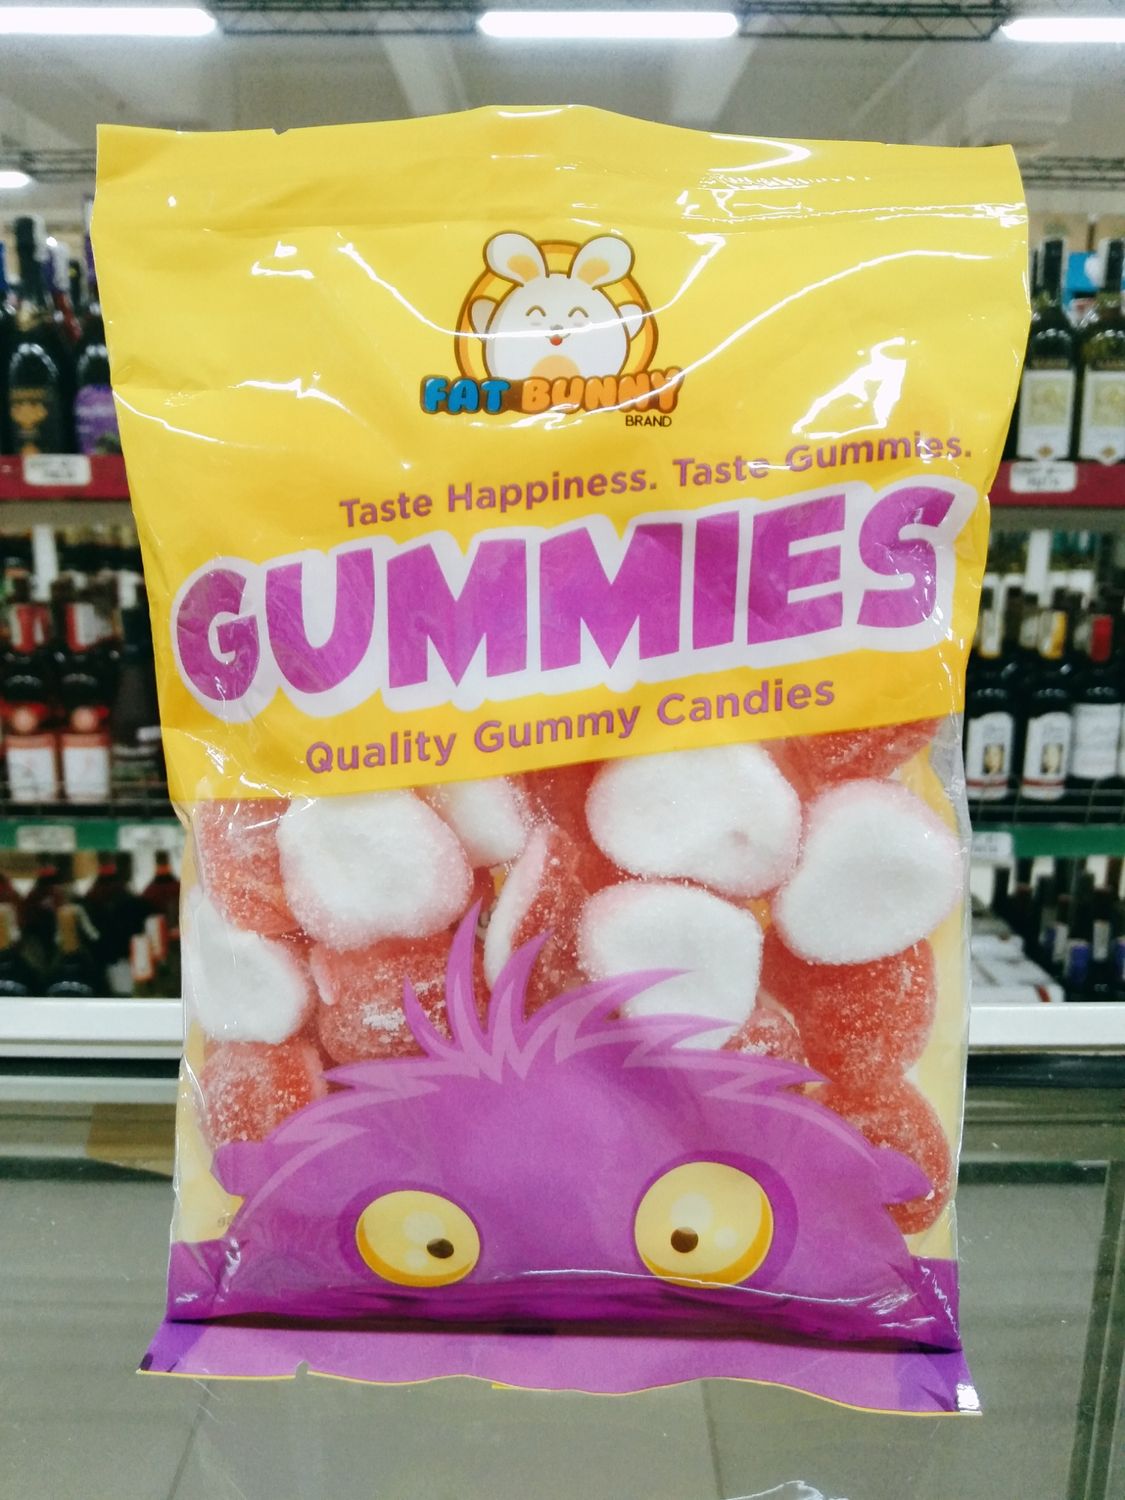 FAT BUNNY
BRAND
Taste Happiness. Taste Gummies.
GUMMIES
Quality Gummy Candies